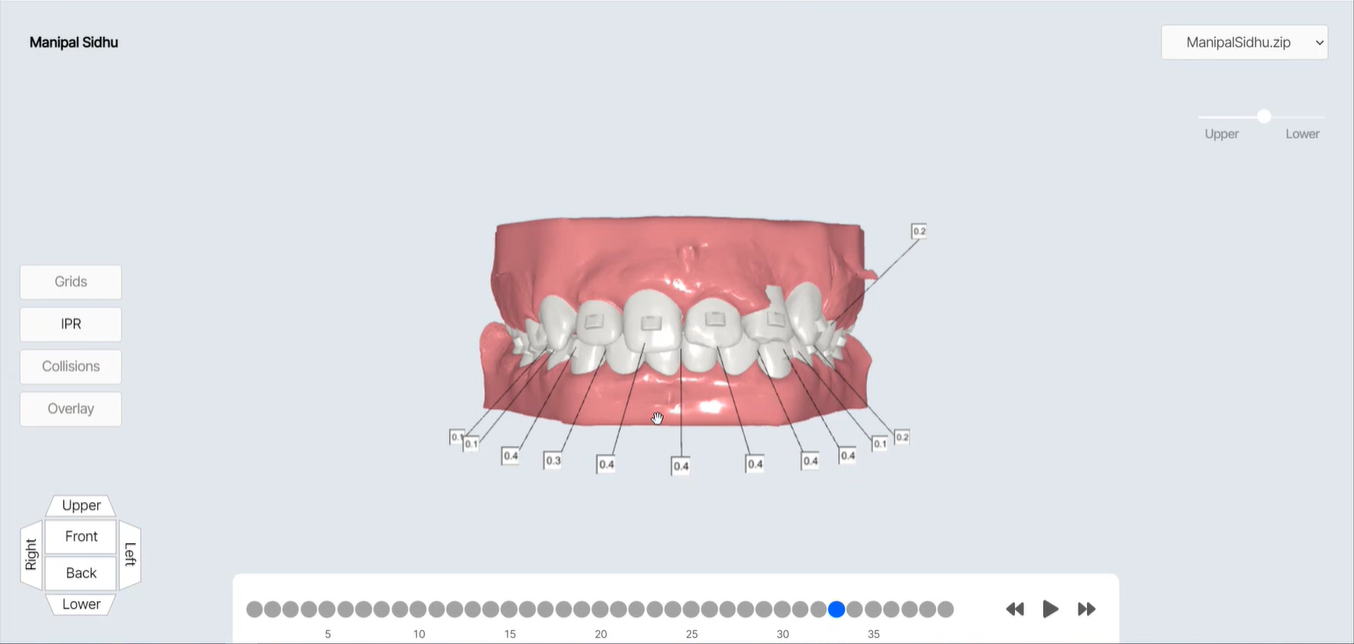 Manipal Sidhu
ManipalSidhu.zip
Upper Lower
0.2
Grids
IPR
Collisions
Overlay
0.1 0.1 0.4 0.3 0.4 0.4 0.4 0.4 0.4 0.1 0.2
Upper
Right Front Left
Back
Lower
5 10 15 20 25 30 35